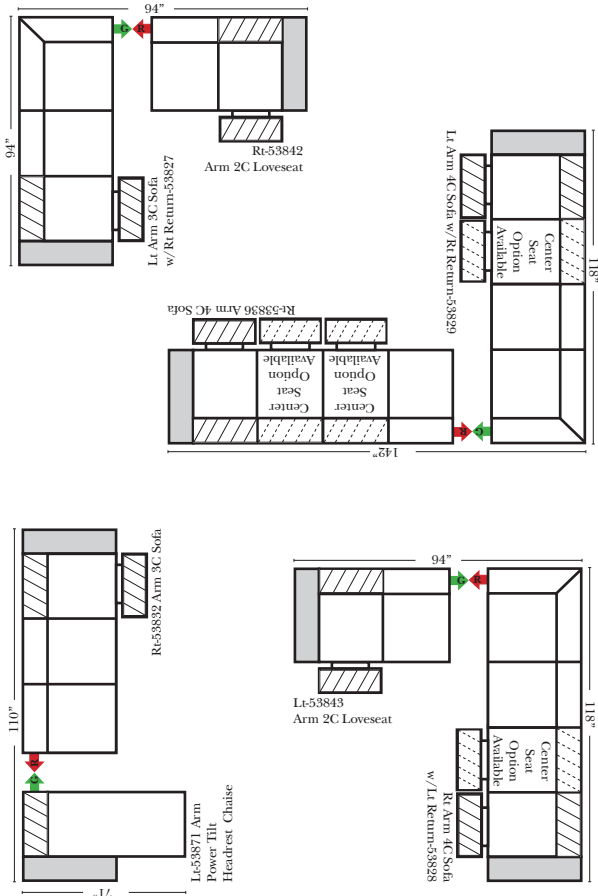 94”
G R
94”
Rt-53842
Arm 2C Loveseat
Lt Arm 3C Sofa
w/Rt Return-53827
Lt Arm 4C Sofa
w/Rt Return-53829
Center
Seat
Option
Available
118”
Rt-53836 Arm 4C Sofa
Center
Seat
Option
Available
Center
Seat
Option
Available
R G
142”
Rt-53832 Arm 3C Sofa
110”
R
G
Lt-53871 Arm
Power Tilt
Headrest Chaise
71”
94”
G R
Lt-53843
Arm 2C Loveseat
Center
Seat
Option
Available
118”
Rt Arm 4C Sofa
w/Lt Return-53828